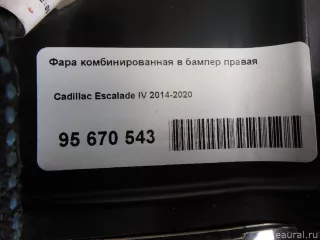 Фара комбинированная в бампер правая
Cadillac Escalade IV 2014-2020
95 670 543